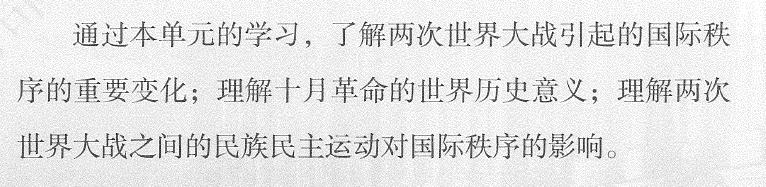 通过本单元的学习，了解两次世界大战引起的国际秩
序的重要变化；理解十月革命的世界历史意义；理解两次
世界大战之间的民族民主运动对国际秩序的影响。